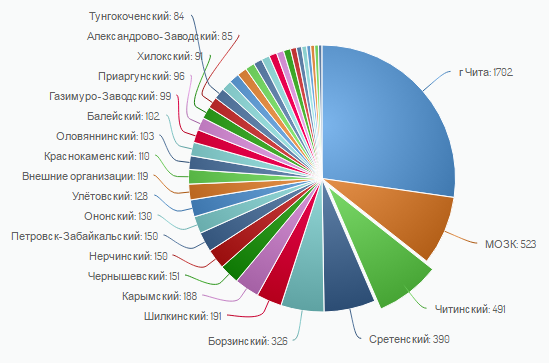 Тунгокоченский: 84
Александрово-Заводский: 85
Хилокский: 91
Приаргунский: 96
Газимуро-Заводский: 99
Балейский: 102
Оловяннинский: 103
Краснокаменский: 110
Внешние организации: 119
Улётовский: 128
Ононский: 130
Петровск-Забайкальский: 150
Нерчинский: 150
Чернышевский: 151
Карымский: 188
Шилкинский: 191
Борзинский: 326
Сретенский: 390
Читинский: 491
МОЗК: 523
г Чита: 1702